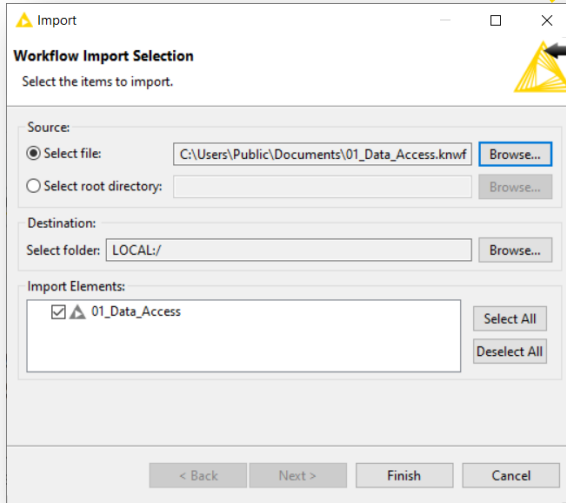 Import
Workflow Import Selection
Select the items to import.
Source:
Select file: C:\Users\Public\Documents\01_Data_Access.knwf Browse...
Select root directory: Browse...
Destination:
Select folder: LOCAL:/ Browse...
Import Elements:
01_Data_Access
Select All
Deselect All
< Back Next > Finish Cancel